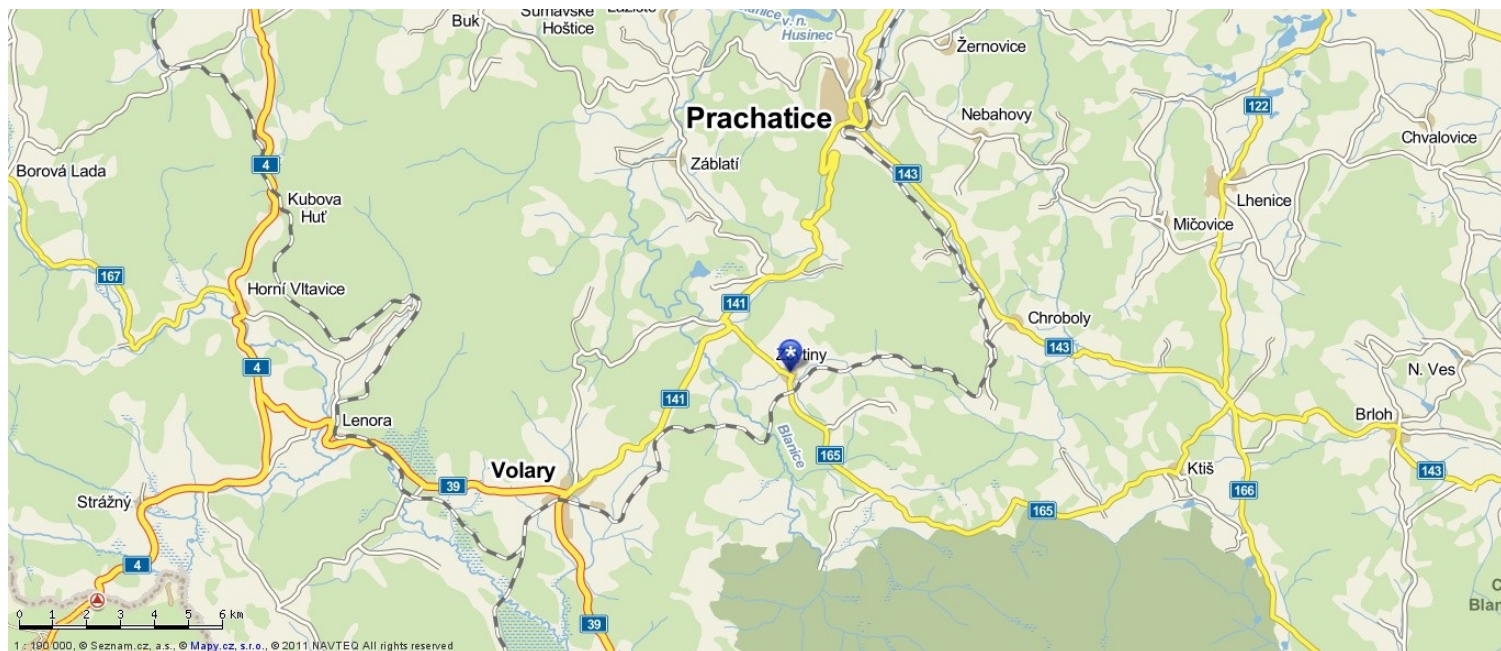 Buk
Šumavské
Hoštice
Husinec
Žernovice
Prachatice
Nebahovy
122
Chvalovice
Borová Lada
4
Záblatí
143
Kubova
Huť
Lhenice
Mičovice
167
Horní Vltavice
141
Chroboly
143
4
N. Ves
141
Lenora
Brloh
Blanice
165
Volary
Ktiš
143
39
166
Strážný
165
4
39
0 1 2 3 4 5 6 km
1 : 190 000, © Seznam.cz, a.s., © Mapy.cz, s.r.o., © 2011 NAVTEQ All rights reserved